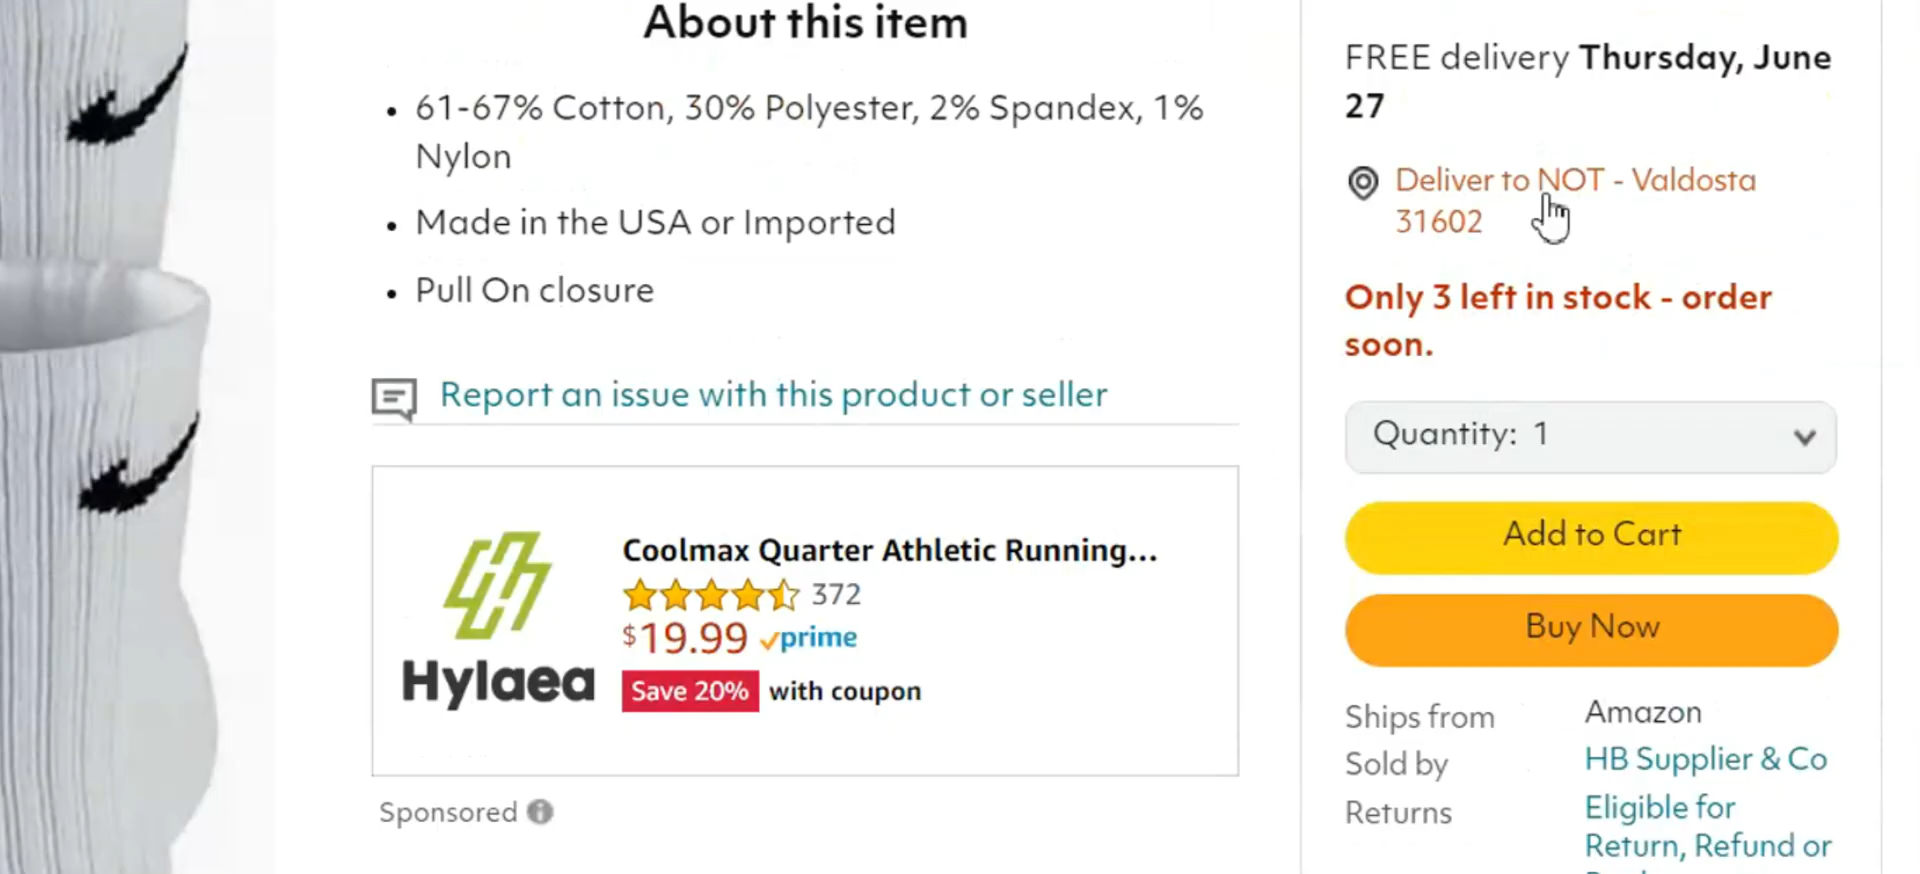 About this item
61-67% Cotton, 30% Polyester, 2% Spandex, 1%
Nylon
Made in the USA or Imported
Pull On closure
Report an issue with this product or seller
Hylaea
Coolmax Quarter Athletic Running...
372
$19.99 prime
Save 20% with coupon
Sponsored
FREE delivery Thursday, June
27
Deliver to NOT - Valdosta
31602
Only 3 left in stock - order
soon.
Quantity: 1
Add to Cart
Buy Now
Ships from Amazon
Sold by HB Supplier & Co
Returns Eligible for
Return, Refund or